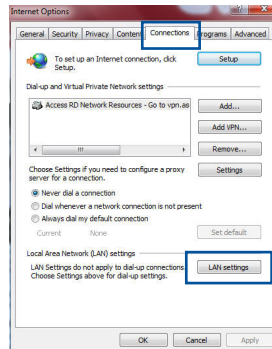 Internet Options
General Security Privacy Content Connections Programs Advanced
To set up an Internet connection, click
Setup.
Setup
Dial-up and Virtual Private Network settings
Access RD Network Resources - Go to vpn.as
Add...
Add VPN...
Remove...
Choose Settings if you need to configure a proxy
server for a connection.
Settings
Never dial a connection
Dial whenever a network connection is not present
Always dial my default connection
Current None
Set default
Local Area Network (LAN) settings
LAN Settings do not apply to dial-up connections.
Choose Settings above for dial-up settings.
LAN settings
OK Cancel Apply